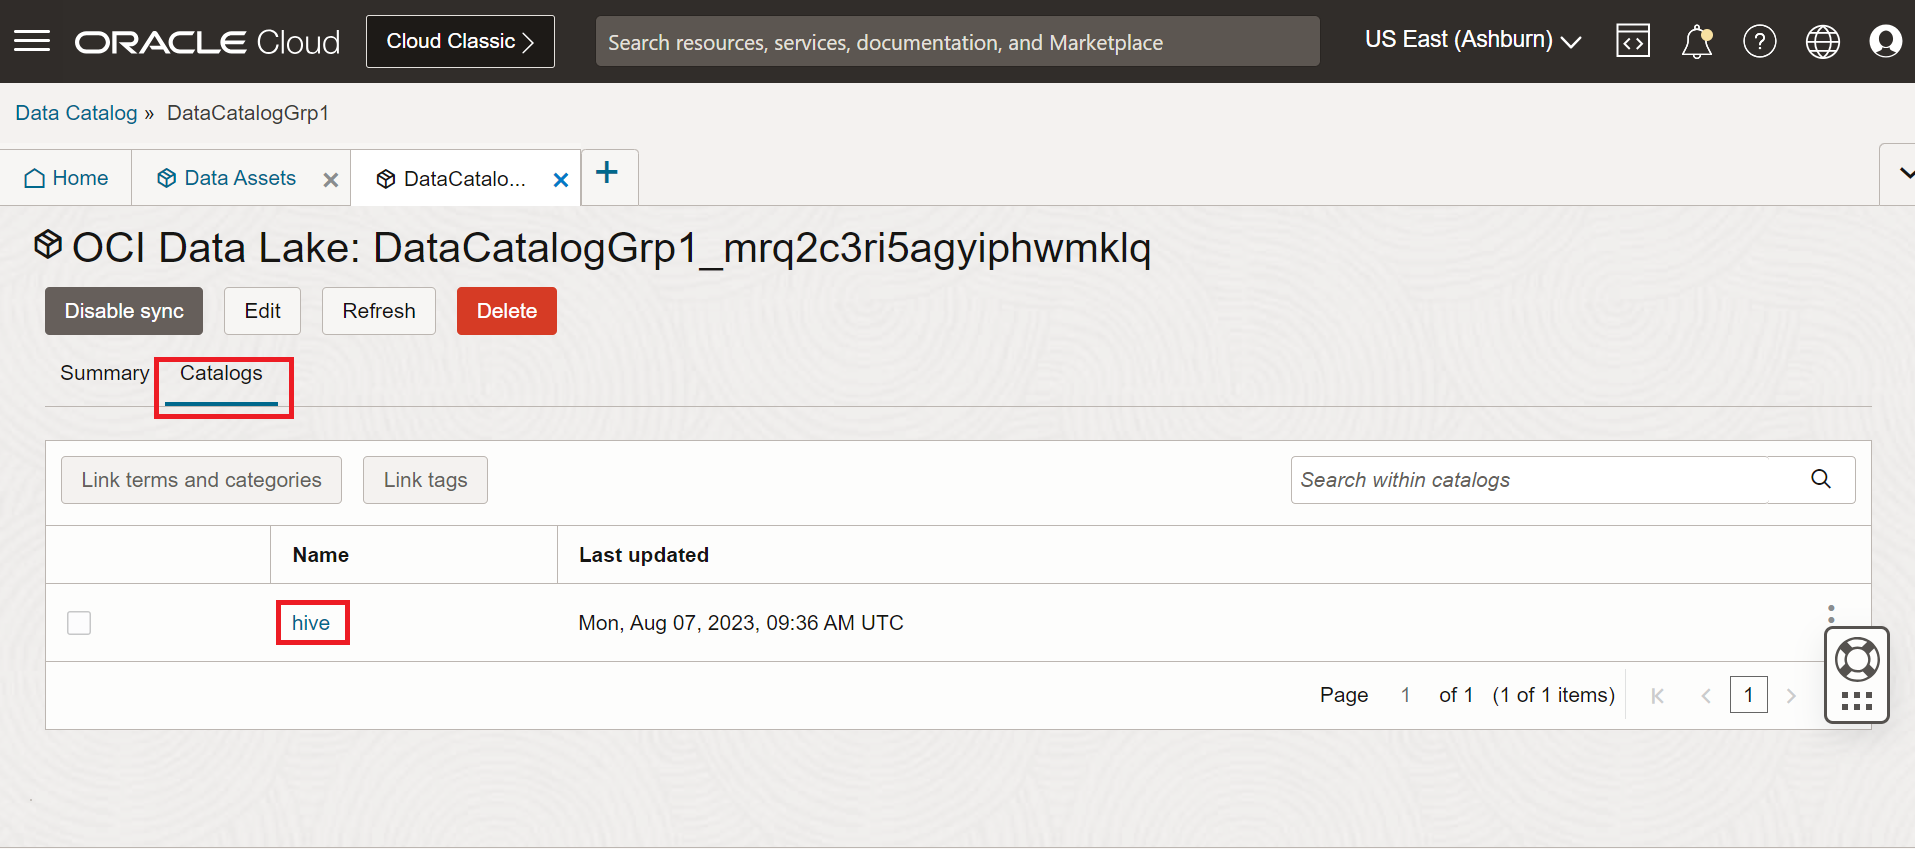 ORACLE Cloud
Cloud Classic
Search resources, services, documentation, and Marketplace
US East (Ashburn)
Data Catalog » DataCatalogGrp1
Home
Data Assets
DataCatalo...
OCI Data Lake: DataCatalogGrp1_mrq2c3ri5agyiphwmklq
Disable sync
Edit
Refresh
Delete
Summary
Catalogs
Link terms and categories
Link tags
Search within catalogs
Name
Last updated
hive
Mon, Aug 07, 2023, 09:36 AM UTC
Page 1 of 1 (1 of 1 items)
1